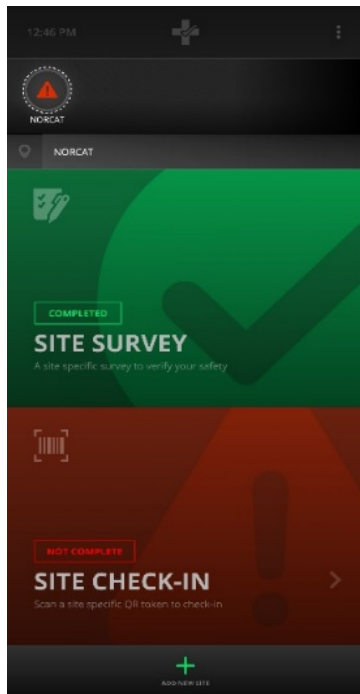 12:46 PM
NORCAT
NORCAT
COMPLETED
SITE SURVEY
A site specific survey to verify your safety
NOT COMPLETE
SITE CHECK-IN
Scan a site specific QR token to check-in
ADD NEW SITE